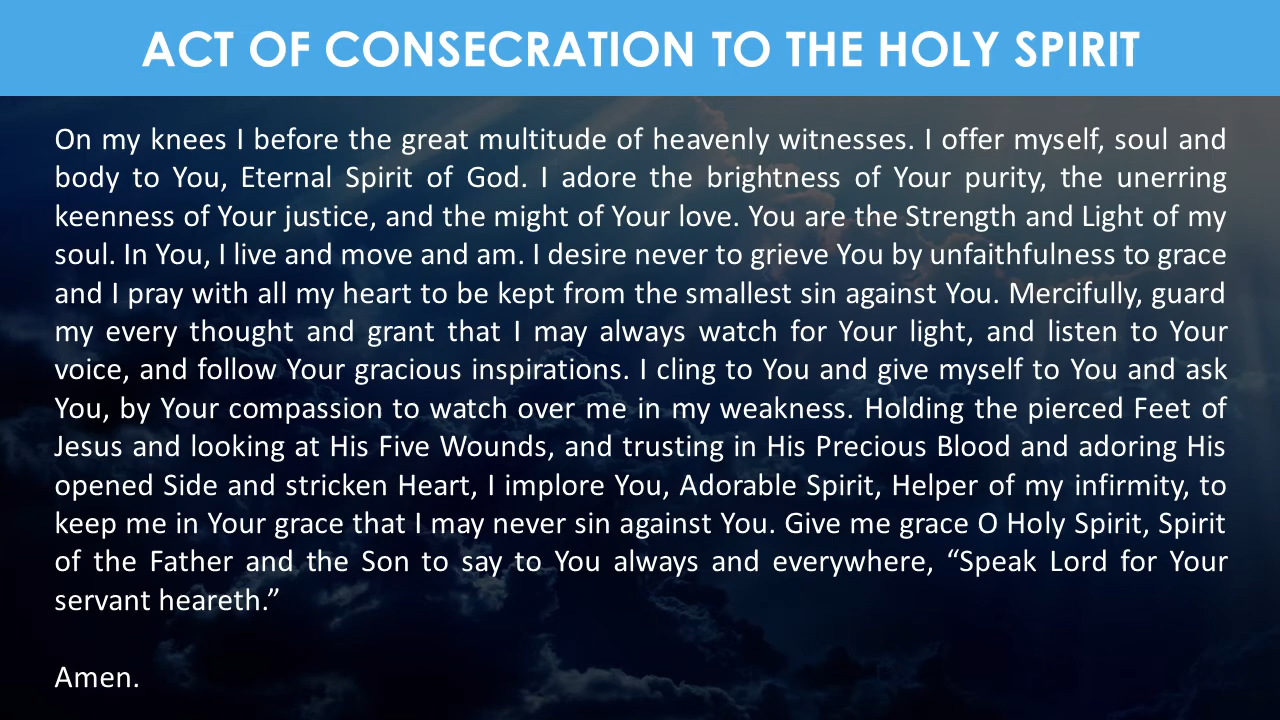 ACT OF CONSECRATION TO THE HOLY SPIRIT
On my knees I before the great multitude of heavenly witnesses. I offer myself, soul and
body to You, Eternal Spirit of God. I adore the brightness of Your purity, the unerring
keenness of Your justice, and the might of Your love. You are the Strength and Light of my
soul. In You, I live and move and am. I desire never to grieve You by unfaithfulness to grace
and I pray with all my heart to be kept from the smallest sin against You. Mercifully, guard
my every thought and grant that I may always watch for Your light, and listen to Your
voice, and follow Your gracious inspirations. I cling to You and give myself to You and ask
You, by Your compassion to watch over me in my weakness. Holding the pierced Feet of
Jesus and looking at His Five Wounds, and trusting in His Precious Blood and adoring His
opened Side and stricken Heart, I implore You, Adorable Spirit, Helper of my infirmity, to
keep me in Your grace that I may never sin against You. Give me grace O Holy Spirit, Spirit
of the Father and the Son to say to You always and everywhere, “Speak Lord for Your
servant heareth.”
Amen.